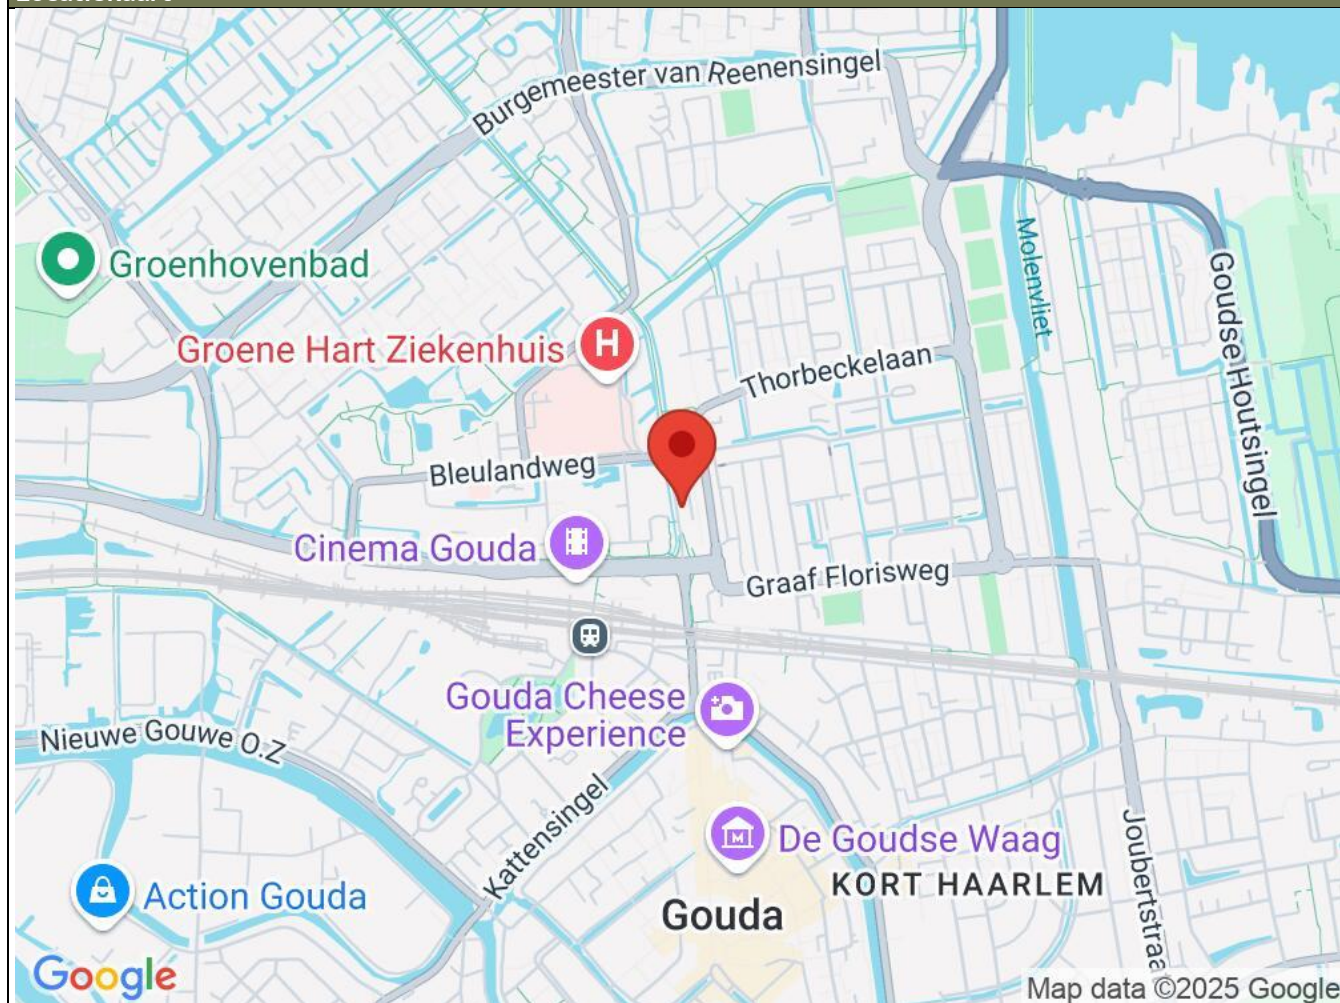 Burgemeester van Reenensingel
Molenvliet
Goudse Houtsingel
Groenhovenbad
Groene Hart Ziekenhuis
H
Thorbeckelaan
Bleulandweg
Cinema Gouda
Graaf Florisweg
Gouda Cheese
Experience
Nieuwe Gouwe O.Z
Kattensingel
M
De Goudse Waag
Joubertstraa
KORT HAARLEM
Action Gouda
Gouda
Google
Map data ©2025 Google